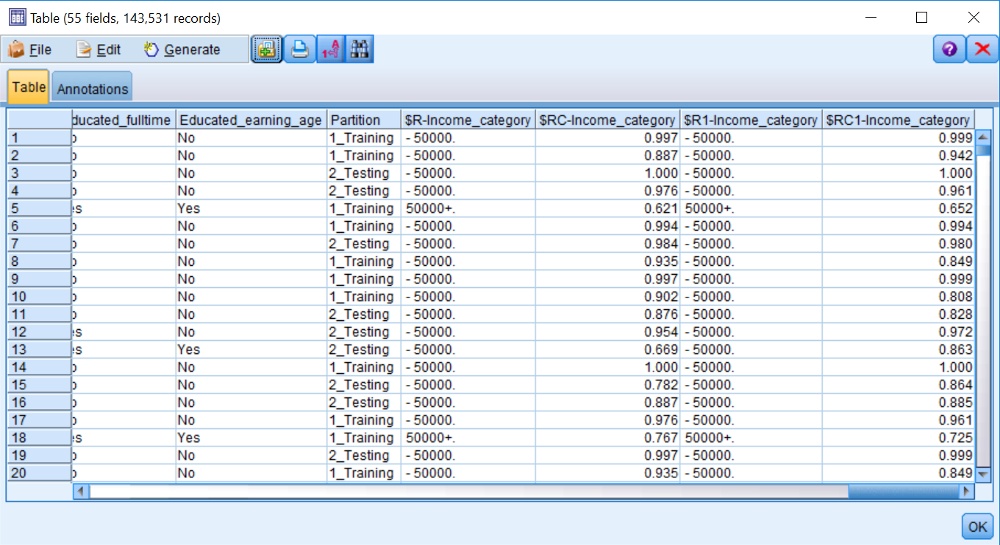 Table (55 fields, 143,531 records)
File Edit Generate
Table Annotations
ducated_fulltime Educated_earning_age Partition $R-Income_category $RC-Income_category $R1-Income_category $RC1-Income_category
1 No 1_Training - 50000. 0.997 - 50000. 0.999
2 No 1_Training - 50000. 0.887 - 50000. 0.942
3 No 2_Testing - 50000. 1.000 - 50000. 1.000
4 No 2_Testing - 50000. 0.976 - 50000. 0.961
5 es Yes 1_Training 50000+. 0.621 50000+. 0.652
6 No 1_Training - 50000. 0.994 - 50000. 0.994
7 No 2_Testing - 50000. 0.984 - 50000. 0.980
8 No 1_Training - 50000. 0.935 - 50000. 0.849
9 No 1_Training - 50000. 0.997 - 50000. 0.999
10 No 1_Training - 50000. 0.902 - 50000. 0.808
11 No 2_Testing - 50000. 0.876 - 50000. 0.828
12 es No 2_Testing - 50000. 0.954 - 50000. 0.972
13 es Yes 2_Testing - 50000. 0.669 - 50000. 0.863
14 No 1_Training - 50000. 1.000 - 50000. 1.000
15 No 2_Testing - 50000. 0.782 - 50000. 0.864
16 No 2_Testing - 50000. 0.887 - 50000. 0.885
17 No 1_Training - 50000. 0.976 - 50000. 0.961
18 es Yes 1_Training 50000+. 0.767 50000+. 0.725
19 No 2_Testing - 50000. 0.997 - 50000. 0.999
20 No 1_Training - 50000. 0.935 - 50000. 0.849
OK